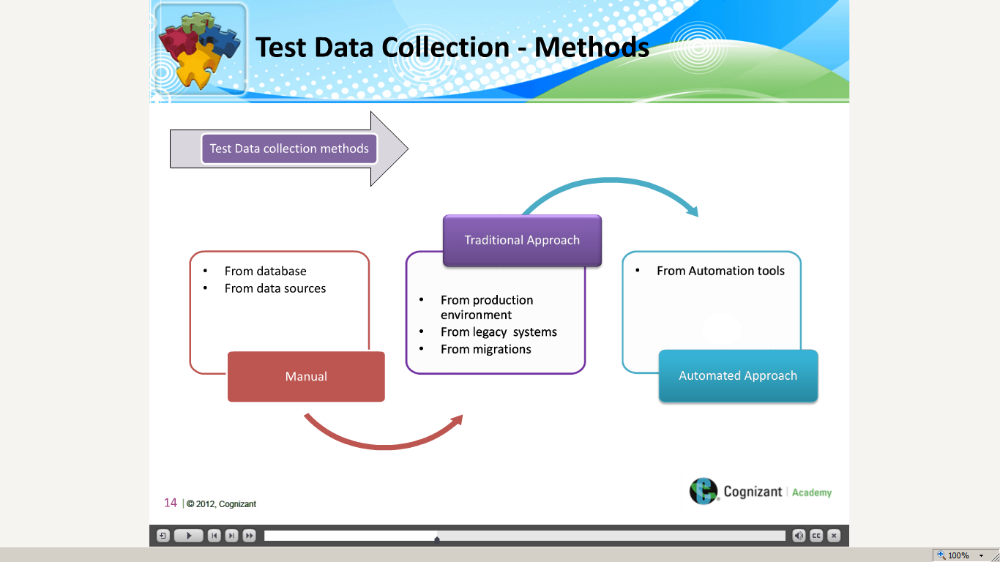 Test Data Collection - Methods
Test Data collection methods
Traditional Approach
• From database
• From data sources
Manual
• From production
environment
• From legacy systems
• From migrations
• From Automation tools
Automated Approach
14 | © 2012, Cognizant
Cognizant | Academy
CC
100%